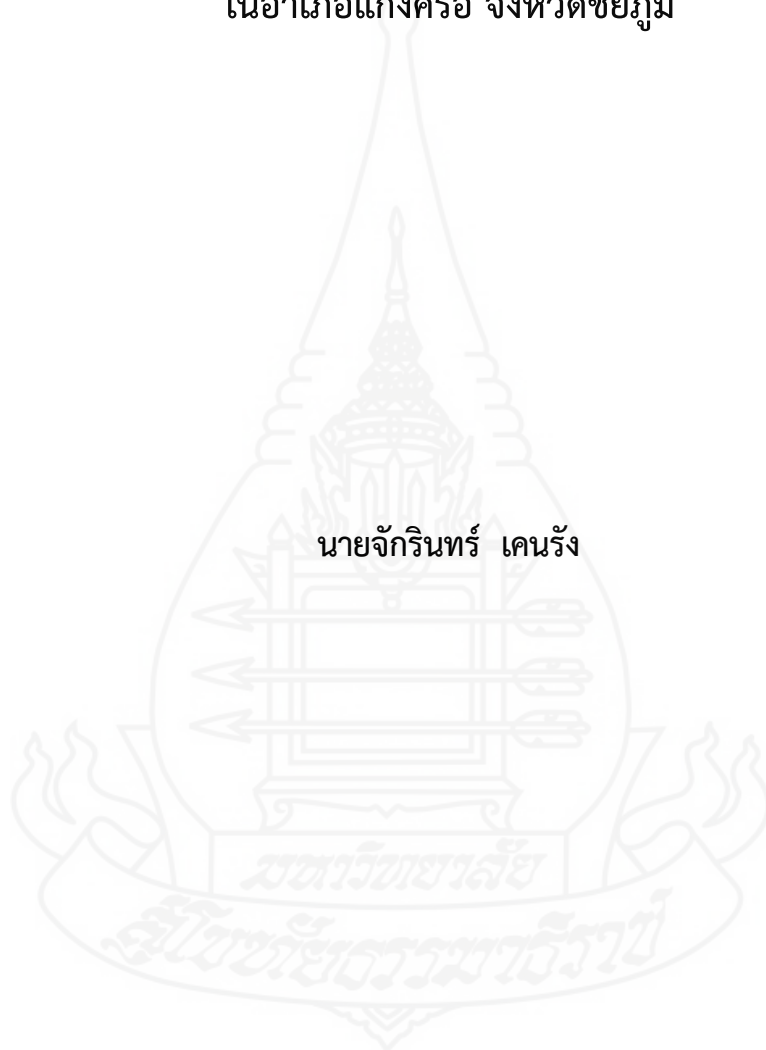 ในอำเภอแก้งคร้อ จังหวัดชัยภูมิ
นายจักรินทร์ เคนรัง
มหาวิทยาลัย
สุโขทัยธรรมาธิราช